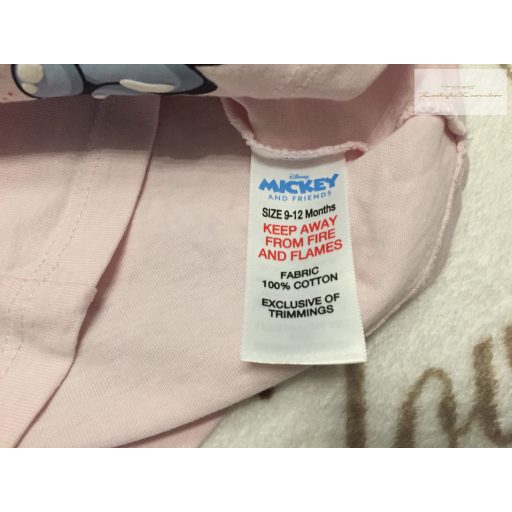 Disney
MICKEY
AND FRIENDS
SIZE 9-12 Months
KEEP AWAY
FROM FIRE
AND FLAMES
FABRIC
100% COTTON
EXCLUSIVE OF
TRIMMINGS